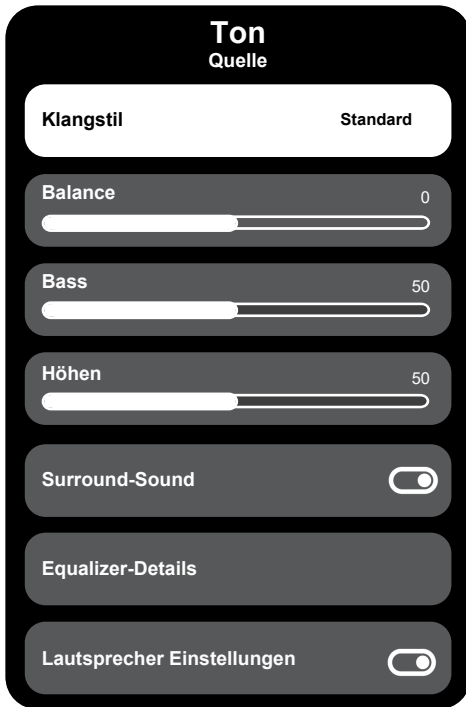 Ton
Quelle
Klangstil Standard
Balance 0
Bass 50
Höhen 50
Surround-Sound
Equalizer-Details
Lautsprecher Einstellungen